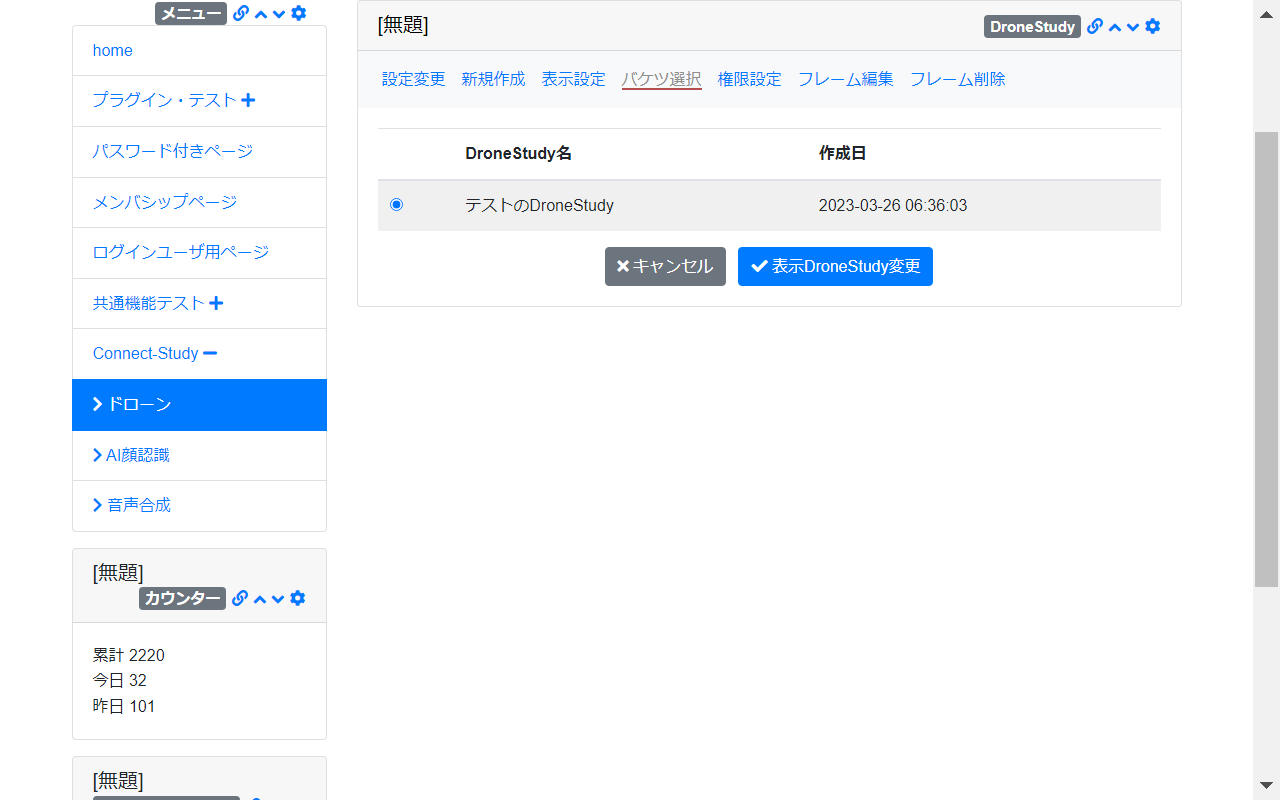 メニュー
home
プラグイン・テスト
パスワード付きページ
メンバシップページ
ログインユーザ用ページ
共通機能テスト
Connect-Study
ドローン
AI顔認識
音声合成
[無題]
カウンター
累計 2220
今日 32
昨日 101
[無題]
[無題]
DroneStudy
設定変更 新規作成 表示設定 バケツ選択 権限設定 フレーム編集 フレーム削除
DroneStudy名 作成日
テストのDroneStudy 2023-03-26 06:36:03
キャンセル 表示DroneStudy変更